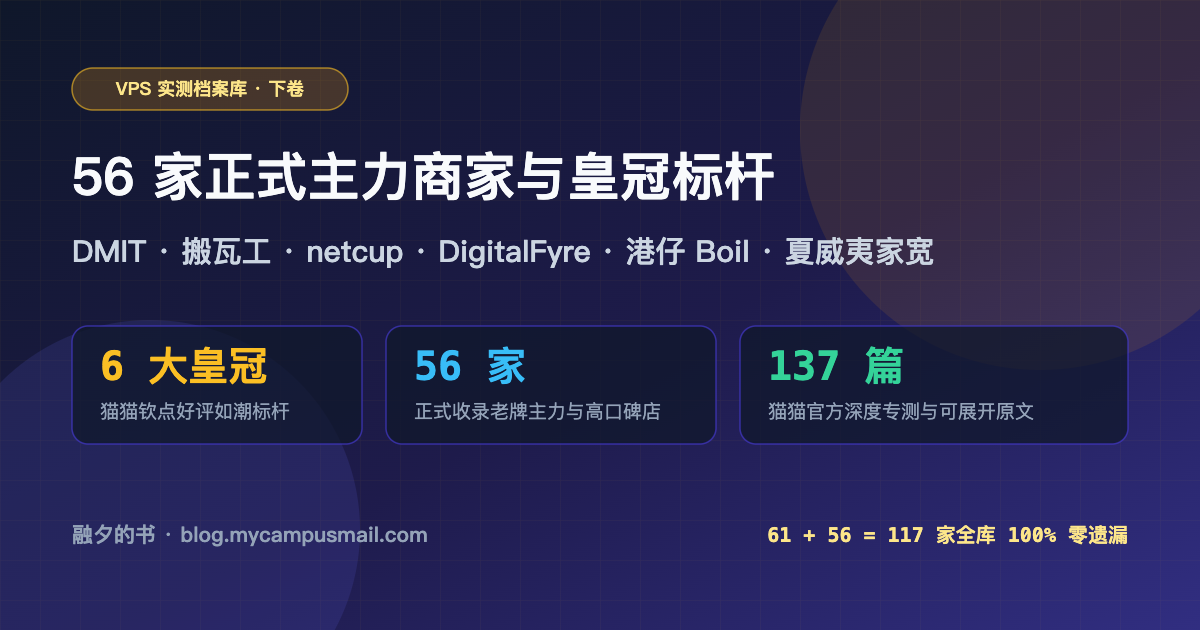 VPS 实测档案库 · 下卷
56 家正式主力商家与皇冠标杆
DMIT · 搬瓦工 · netcup · DigitalFyre · 港仔 Boil · 夏威夷家宽
6 大皇冠
猫猫钦点好评如潮标杆
56 家
正式收录老牌主力与高口碑店
137 篇
猫猫官方深度专测与可展开原文
融夕的书 · blog.mycampusmail.com
61 + 56 = 117 家全库 100% 零遗漏